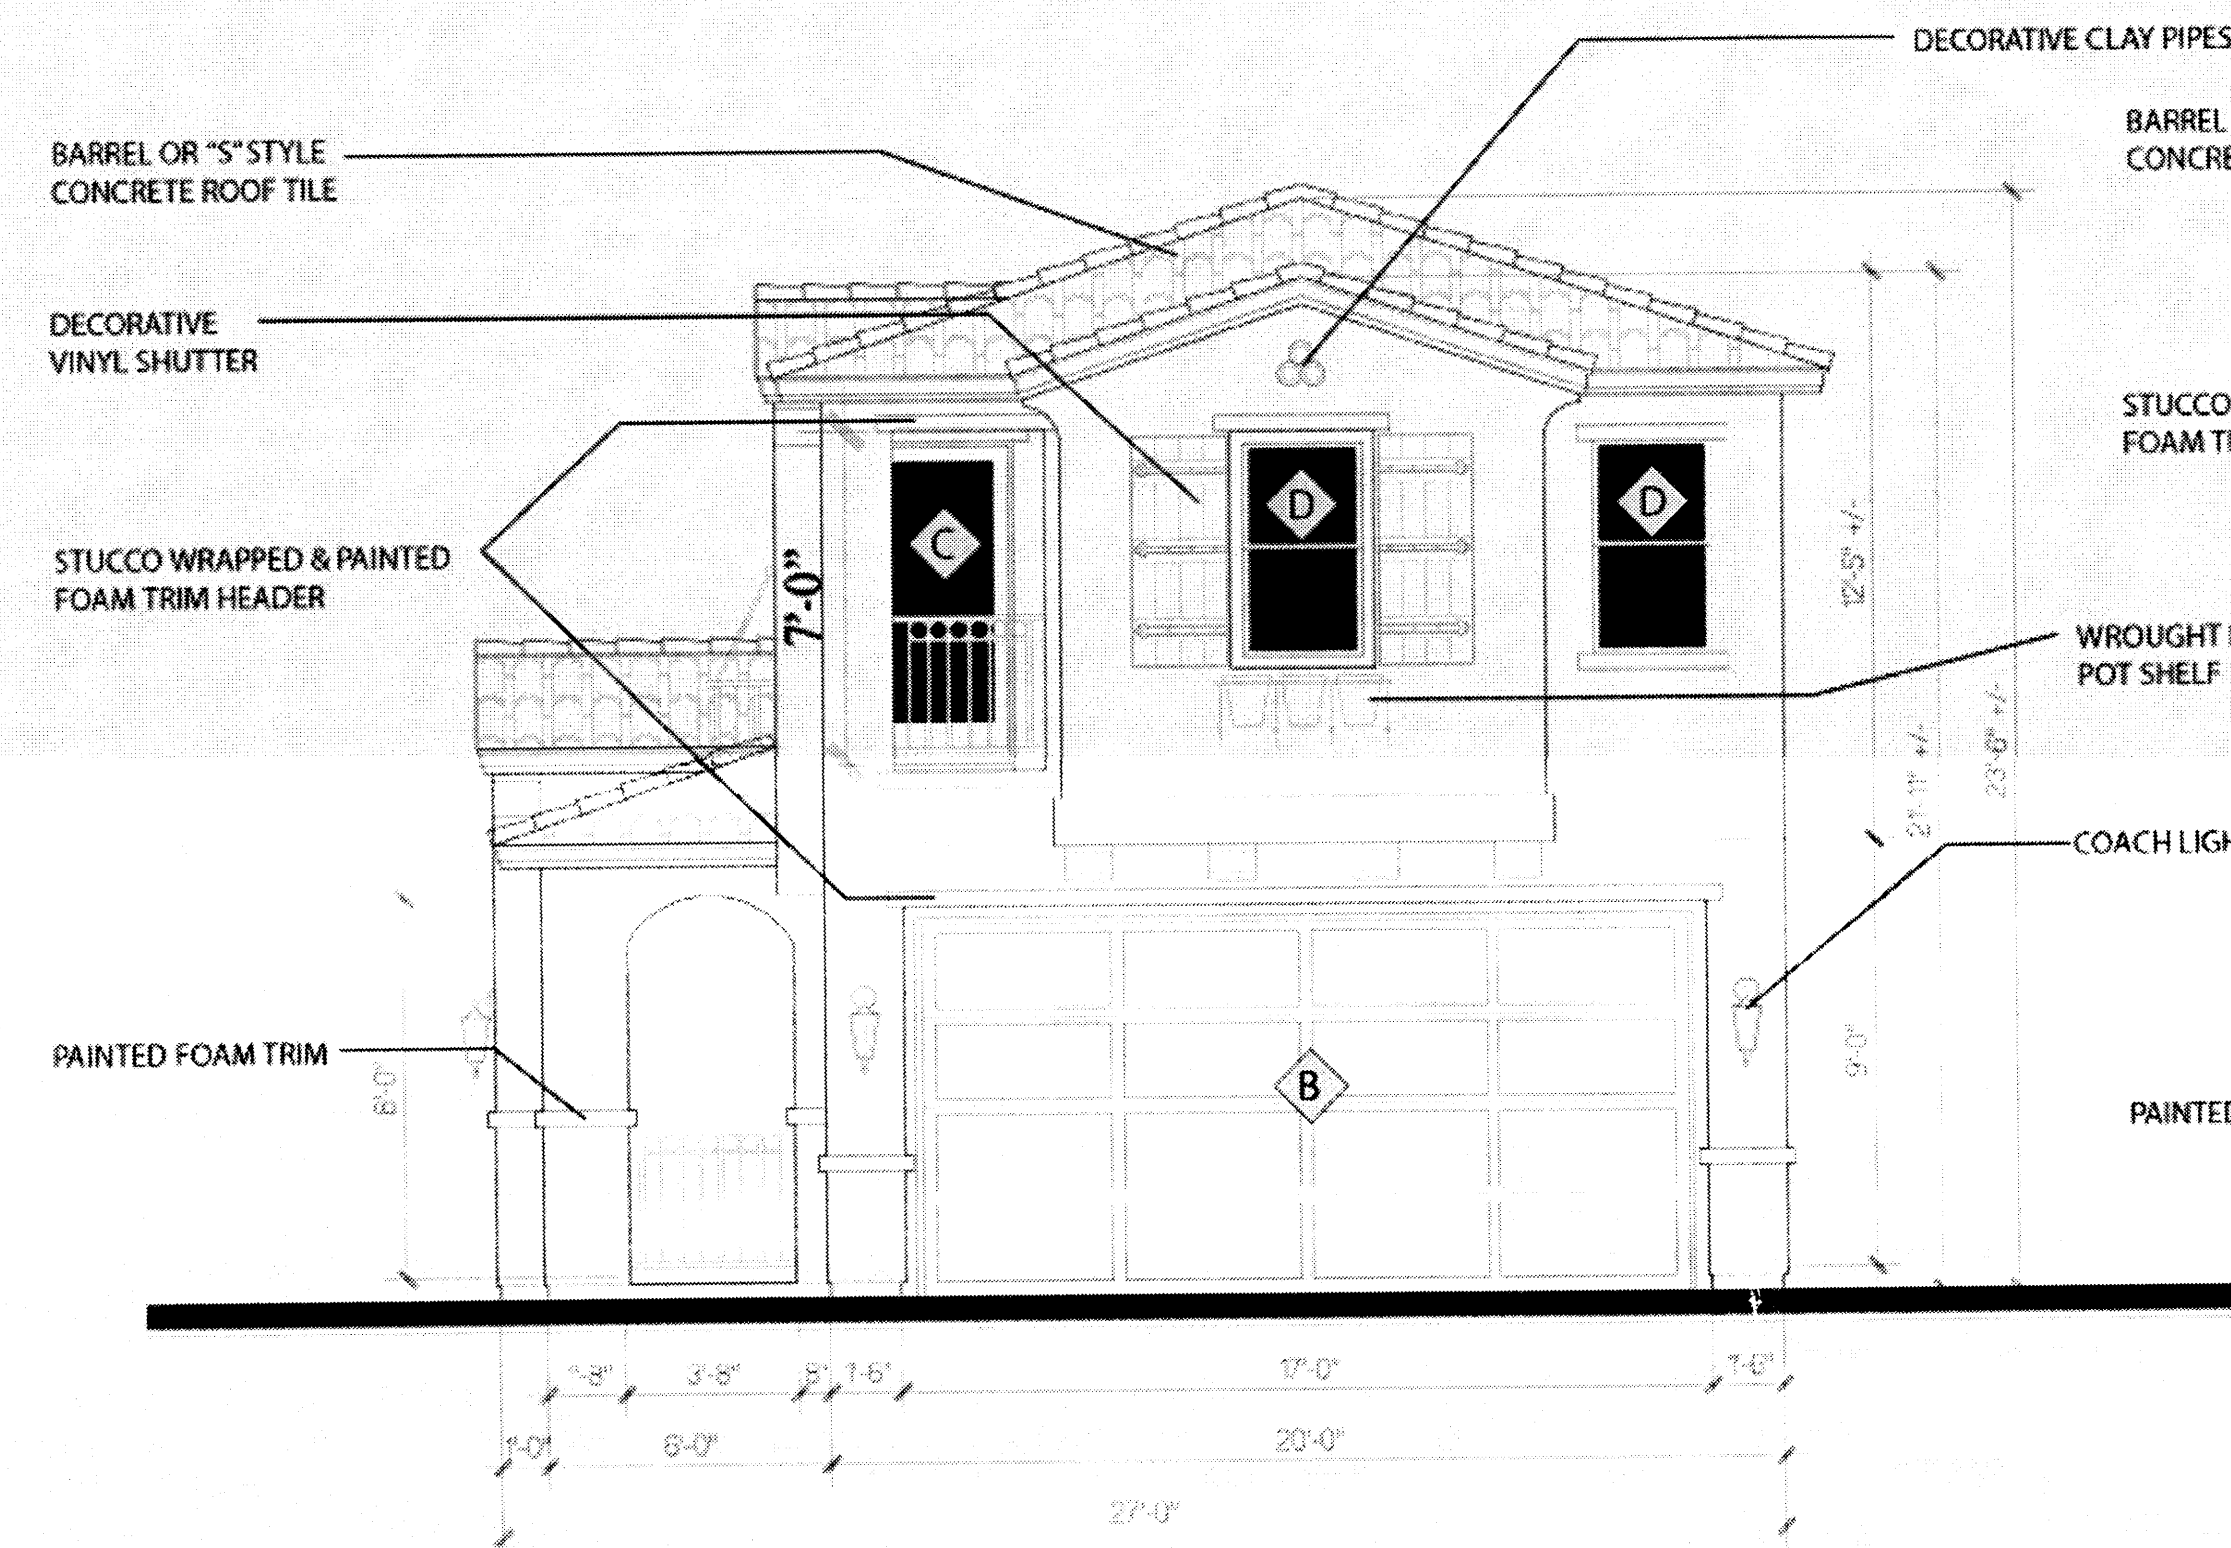 DECORATIVE CLAY PIPES
BARREL OR "S" STYLE
CONCRETE ROOF TILE
BARREL
CONCRE
DECORATIVE
VINYL SHUTTER
STUCCO
FOAM
STUCCO WRAPPED & PAINTED
FOAM TRIM HEADER
7'-0"
C
D
D
12'-5" +/-
WROUGHT
POT SHELF
21'-11" +/-
23'-6" +/-
COACH LIGH
PAINTED FOAM TRIM
8'-0"
B
9'-0"
PAINTED
3'-8"
8"
1'-6"
17'-0"
1'-6"
1'-0"
6'-0"
20'-0"
27'-0"